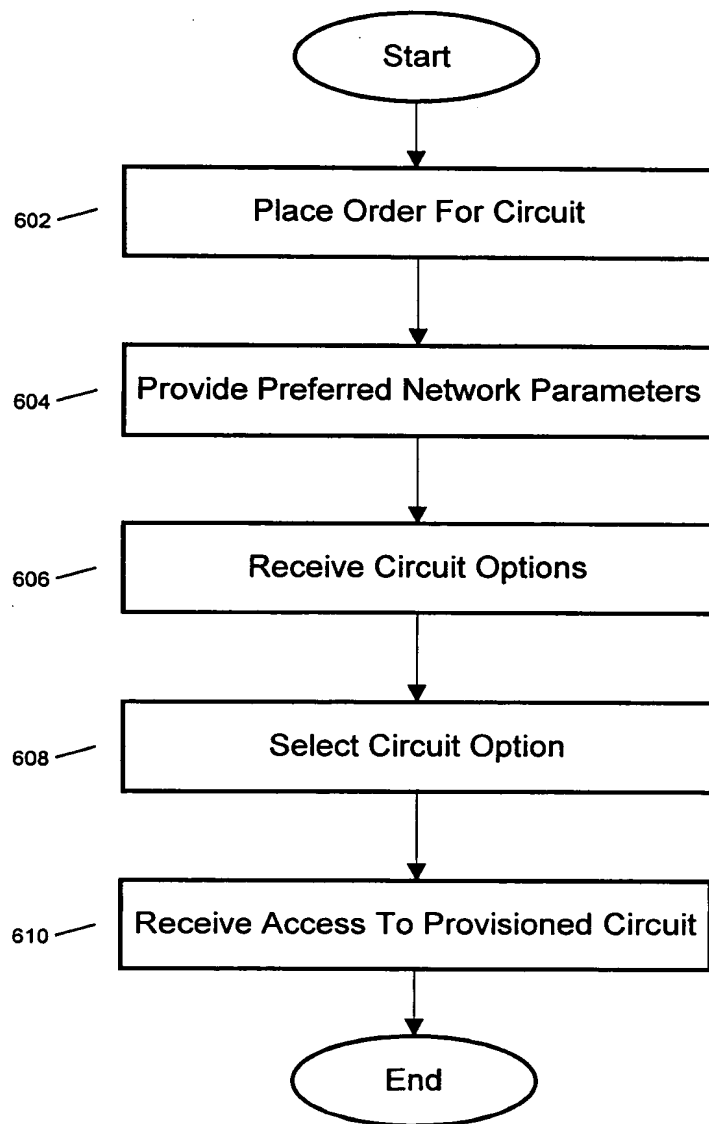 Start
602
Place Order For Circuit
604
Provide Preferred Network Parameters
606
Receive Circuit Options
608
Select Circuit Option
610
Receive Access To Provisioned Circuit
End